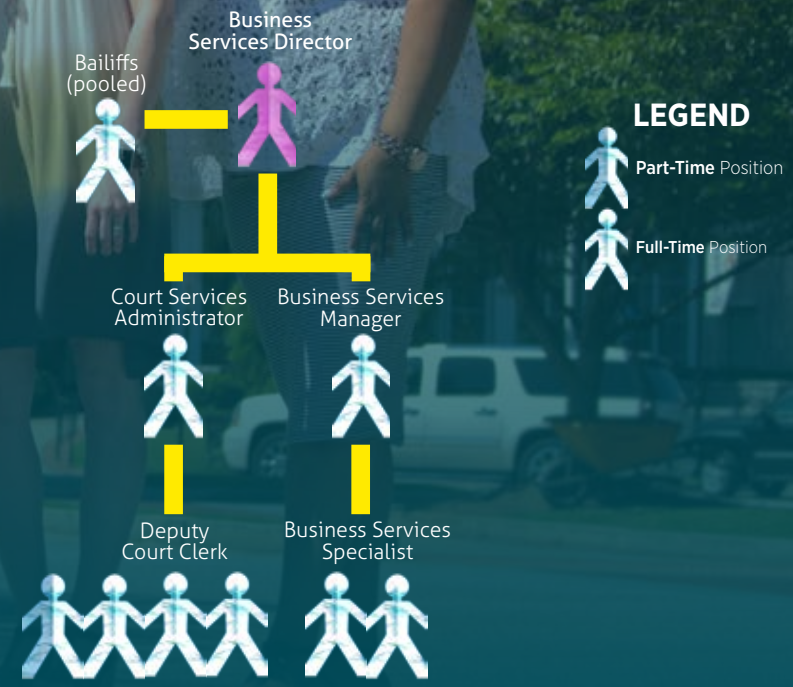 Business
Services Director
Bailiffs
(pooled)
LEGEND
Part-Time Position
Full-Time Position
Court Services
Administrator
Business Services
Manager
Deputy
Court Clerk
Business Services
Specialist